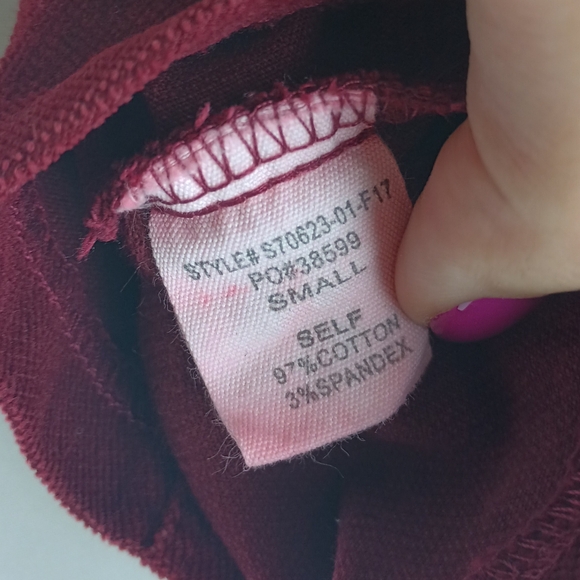 STYLE# S70623-01-F17
PO#38599
SMALL
SELF
97%COTTON
3%SPANDEX